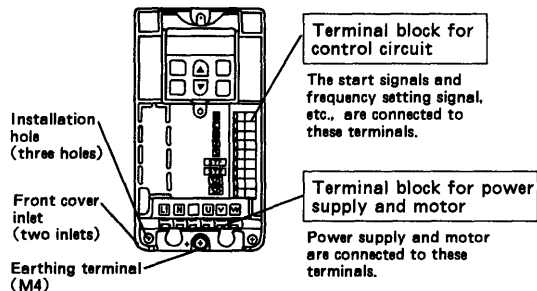 Terminal block for
control circuit
The start signals and
frequency setting signal,
etc., are connected to
these terminals.
Installation
hole
(three holes)
Front cover
inlet
(two inlets)
Earthing terminal
(M4)
L1 N U V W
Terminal block for power
supply and motor
Power supply and motor
are connected to these
terminals.